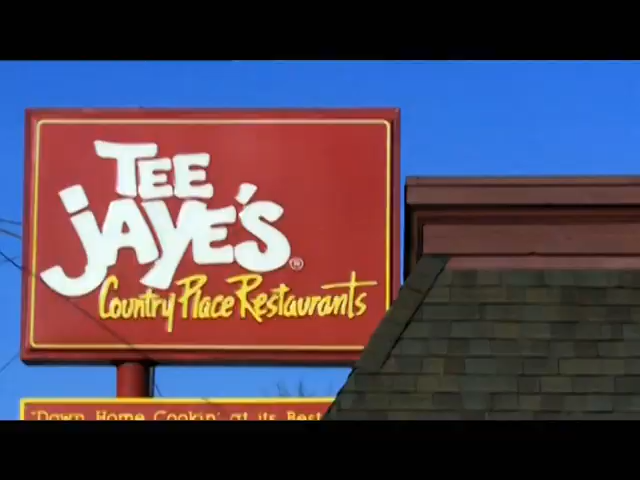 TEE
JAYE'S®
Country Place Restaurants
"Down Home Cookin' at its Best